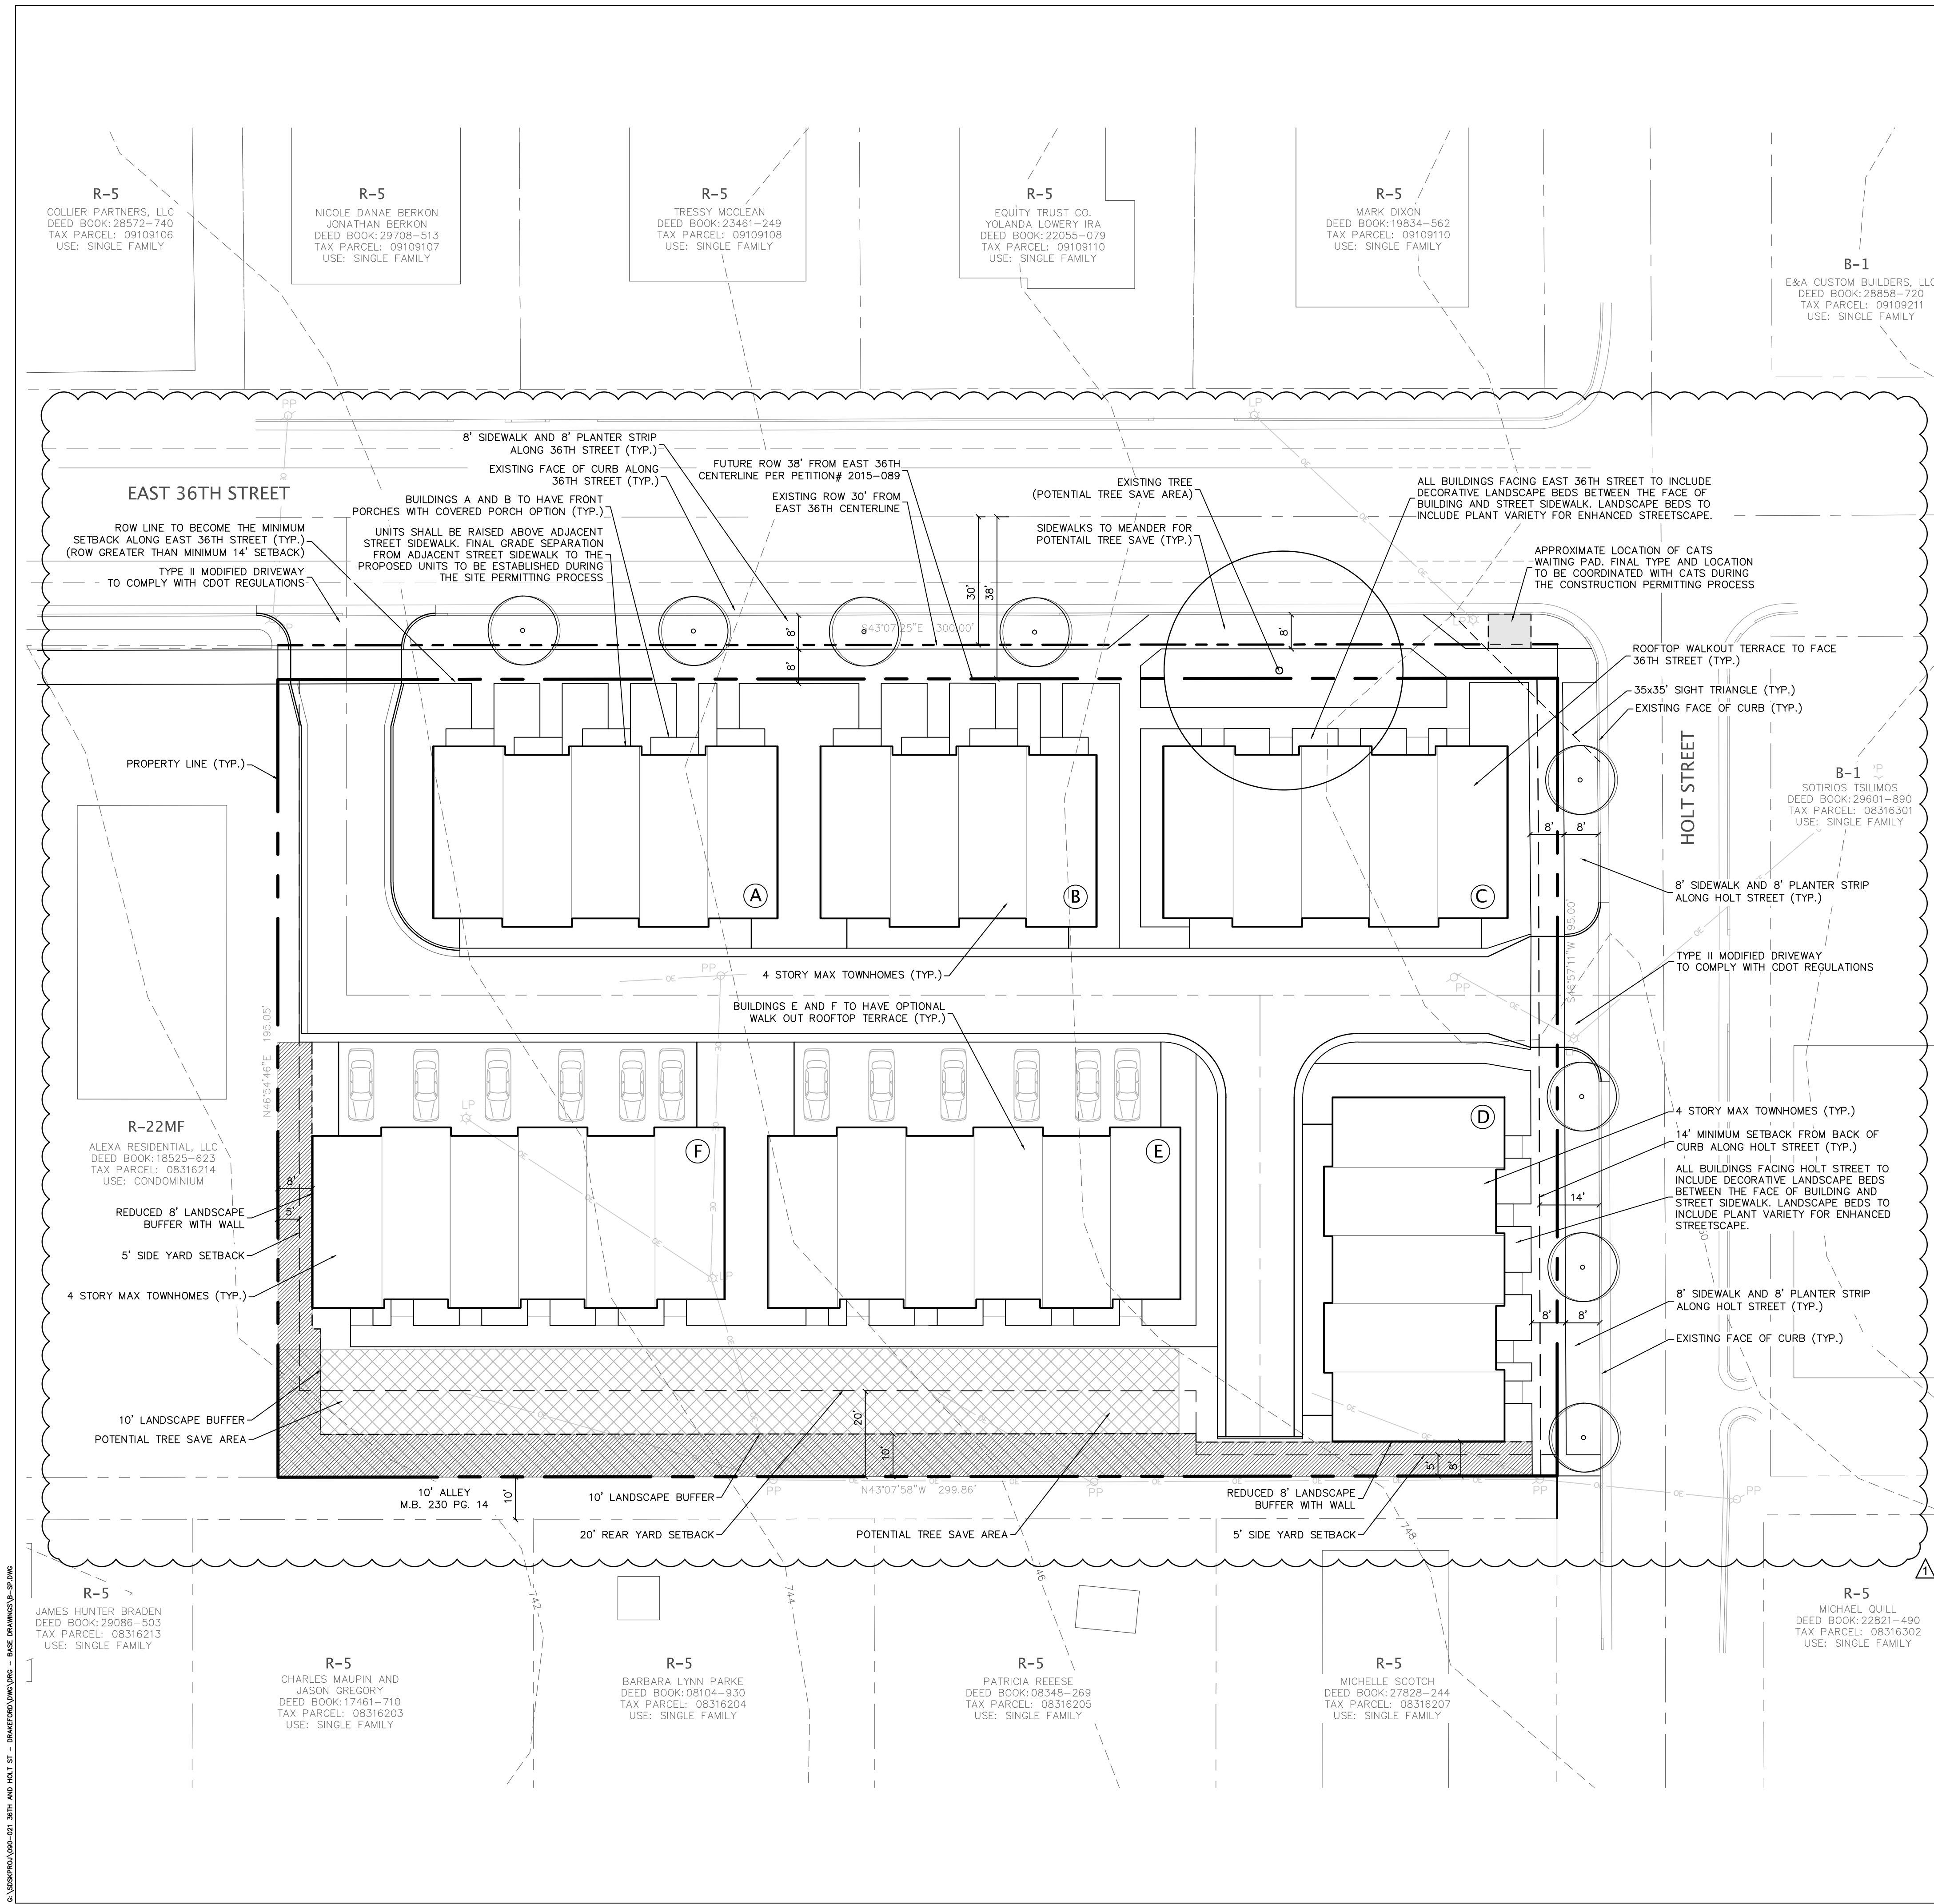 R-5
COLLIER PARTNERS, LLC
DEED BOOK: 28572-740
TAX PARCEL: 09109106
USE: SINGLE FAMILY
R-5
NICOLE DANAE BERKON
JONATHAN BERKON
DEED BOOK: 29708-513
TAX PARCEL: 09109107
USE: SINGLE FAMILY
R-5
TRESSY MCCLEAN
DEED BOOK: 23461-249
TAX PARCEL: 09109108
USE: SINGLE FAMILY
R-5
EQUITY TRUST CO.
YOLANDA LOWERY IRA
DEED BOOK: 22055-079
TAX PARCEL: 09109110
USE: SINGLE FAMILY
R-5
MARK DIXON
DEED BOOK: 19834-562
TAX PARCEL: 09109110
USE: SINGLE FAMILY
B-1
E&A CUSTOM BUILDERS, LLC
DEED BOOK: 28858-720
TAX PARCEL: 09109211
USE: SINGLE FAMILY
PP
LP
8' SIDEWALK AND 8' PLANTER STRIP
ALONG 36TH STREET (TYP.)
EXISTING FACE OF CURB ALONG
36TH STREET (TYP.)
FUTURE ROW 38' FROM EAST 36TH
CENTERLINE PER PETITION# 2015-089
EXISTING ROW 30' FROM
EAST 36TH CENTERLINE
EXISTING TREE
(POTENTIAL TREE SAVE AREA)
SIDEWALKS TO MEANDER FOR
POTENTAIL TREE SAVE (TYP.)
ALL BUILDINGS FACING EAST 36TH STREET TO INCLUDE
DECORATIVE LANDSCAPE BEDS BETWEEN THE FACE OF
BUILDING AND STREET SIDEWALK. LANDSCAPE BEDS TO
INCLUDE PLANT VARIETY FOR ENHANCED STREETSCAPE.
EAST 36TH STREET
BUILDINGS A AND B TO HAVE FRONT
PORCHES WITH COVERED PORCH OPTION (TYP.)
ROW LINE TO BECOME THE MINIMUM
SETBACK ALONG EAST 36TH STREET (TYP.)
(ROW GREATER THAN MINIMUM 14' SETBACK)
UNITS SHALL BE RAISED ABOVE ADJACENT
STREET SIDEWALK. FINAL GRADE SEPARATION
FROM ADJACENT STREET SIDEWALK TO THE
PROPOSED UNITS TO BE ESTABLISHED DURING
THE SITE PERMITTING PROCESS
TYPE II MODIFIED DRIVEWAY
TO COMPLY WITH CDOT REGULATIONS
APPROXIMATE LOCATION OF CATS
WAITING PAD. FINAL TYPE AND LOCATION
TO BE COORDINATED WITH CATS DURING
THE CONSTRUCTION PERMITTING PROCESS
30'
38'
8'
8'
8'
S43°07'25"E 300.00'
LP
ROOFTOP WALKOUT TERRACE TO FACE
36TH STREET (TYP.)
35x35' SIGHT TRIANGLE (TYP.)
EXISTING FACE OF CURB (TYP.)
HOLT STREET
PROPERTY LINE (TYP.)
B-1
SOTIRIOS TSILIMOS
DEED BOOK: 29601-890
TAX PARCEL: 08316301
USE: SINGLE FAMILY
8' 8'
A
B
C
8' SIDEWALK AND 8' PLANTER STRIP
ALONG HOLT STREET (TYP.)
TYPE II MODIFIED DRIVEWAY
TO COMPLY WITH CDOT REGULATIONS
PP
4 STORY MAX TOWNHOMES (TYP.)
PP
BUILDINGS E AND F TO HAVE OPTIONAL
WALK OUT ROOFTOP TERRACE (TYP.)
N46°54'46"E 195.05'
LP
R-22MF
ALEXA RESIDENTIAL, LLC
DEED BOOK: 18525-623
TAX PARCEL: 08316214
USE: CONDOMINIUM
F
E
D
4 STORY MAX TOWNHOMES (TYP.)
14' MINIMUM SETBACK FROM BACK OF
CURB ALONG HOLT STREET (TYP.)
ALL BUILDINGS FACING HOLT STREET TO
INCLUDE DECORATIVE LANDSCAPE BEDS
BETWEEN THE FACE OF BUILDING AND
STREET SIDEWALK. LANDSCAPE BEDS TO
INCLUDE PLANT VARIETY FOR ENHANCED
STREETSCAPE.
14'
8'
5'
REDUCED 8' LANDSCAPE
BUFFER WITH WALL
5' SIDE YARD SETBACK
4 STORY MAX TOWNHOMES (TYP.)
LP
8' SIDEWALK AND 8' PLANTER STRIP
ALONG HOLT STREET (TYP.)
8' 8'
EXISTING FACE OF CURB (TYP.)
10' LANDSCAPE BUFFER
POTENTIAL TREE SAVE AREA
20'
10'
5'
8'
10' ALLEY
M.B. 230 PG. 14
10'
10' LANDSCAPE BUFFER
PP
N43°07'58"W 299.86'
PP
REDUCED 8' LANDSCAPE
BUFFER WITH WALL
PP
PP
20' REAR YARD SETBACK
POTENTIAL TREE SAVE AREA
5' SIDE YARD SETBACK
742
744
748
1
R-5
JAMES HUNTER BRADEN
DEED BOOK: 29086-503
TAX PARCEL: 08316213
USE: SINGLE FAMILY
R-5
CHARLES MAUPIN AND
JASON GREGORY
DEED BOOK: 17461-710
TAX PARCEL: 08316203
USE: SINGLE FAMILY
R-5
BARBARA LYNN PARKE
DEED BOOK: 08104-930
TAX PARCEL: 08316204
USE: SINGLE FAMILY
R-5
PATRICIA REESE
DEED BOOK: 08348-269
TAX PARCEL: 08316205
USE: SINGLE FAMILY
R-5
MICHELLE SCOTCH
DEED BOOK: 27828-244
TAX PARCEL: 08316207
USE: SINGLE FAMILY
R-5
MICHAEL QUILL
DEED BOOK: 22821-490
TAX PARCEL: 08316302
USE: SINGLE FAMILY
G:\SDSKPROJ\090-021 36TH AND HOLT ST - DRAKEFORD\DWG\DRG - BASE DRAWINGS\B-SP.DWG